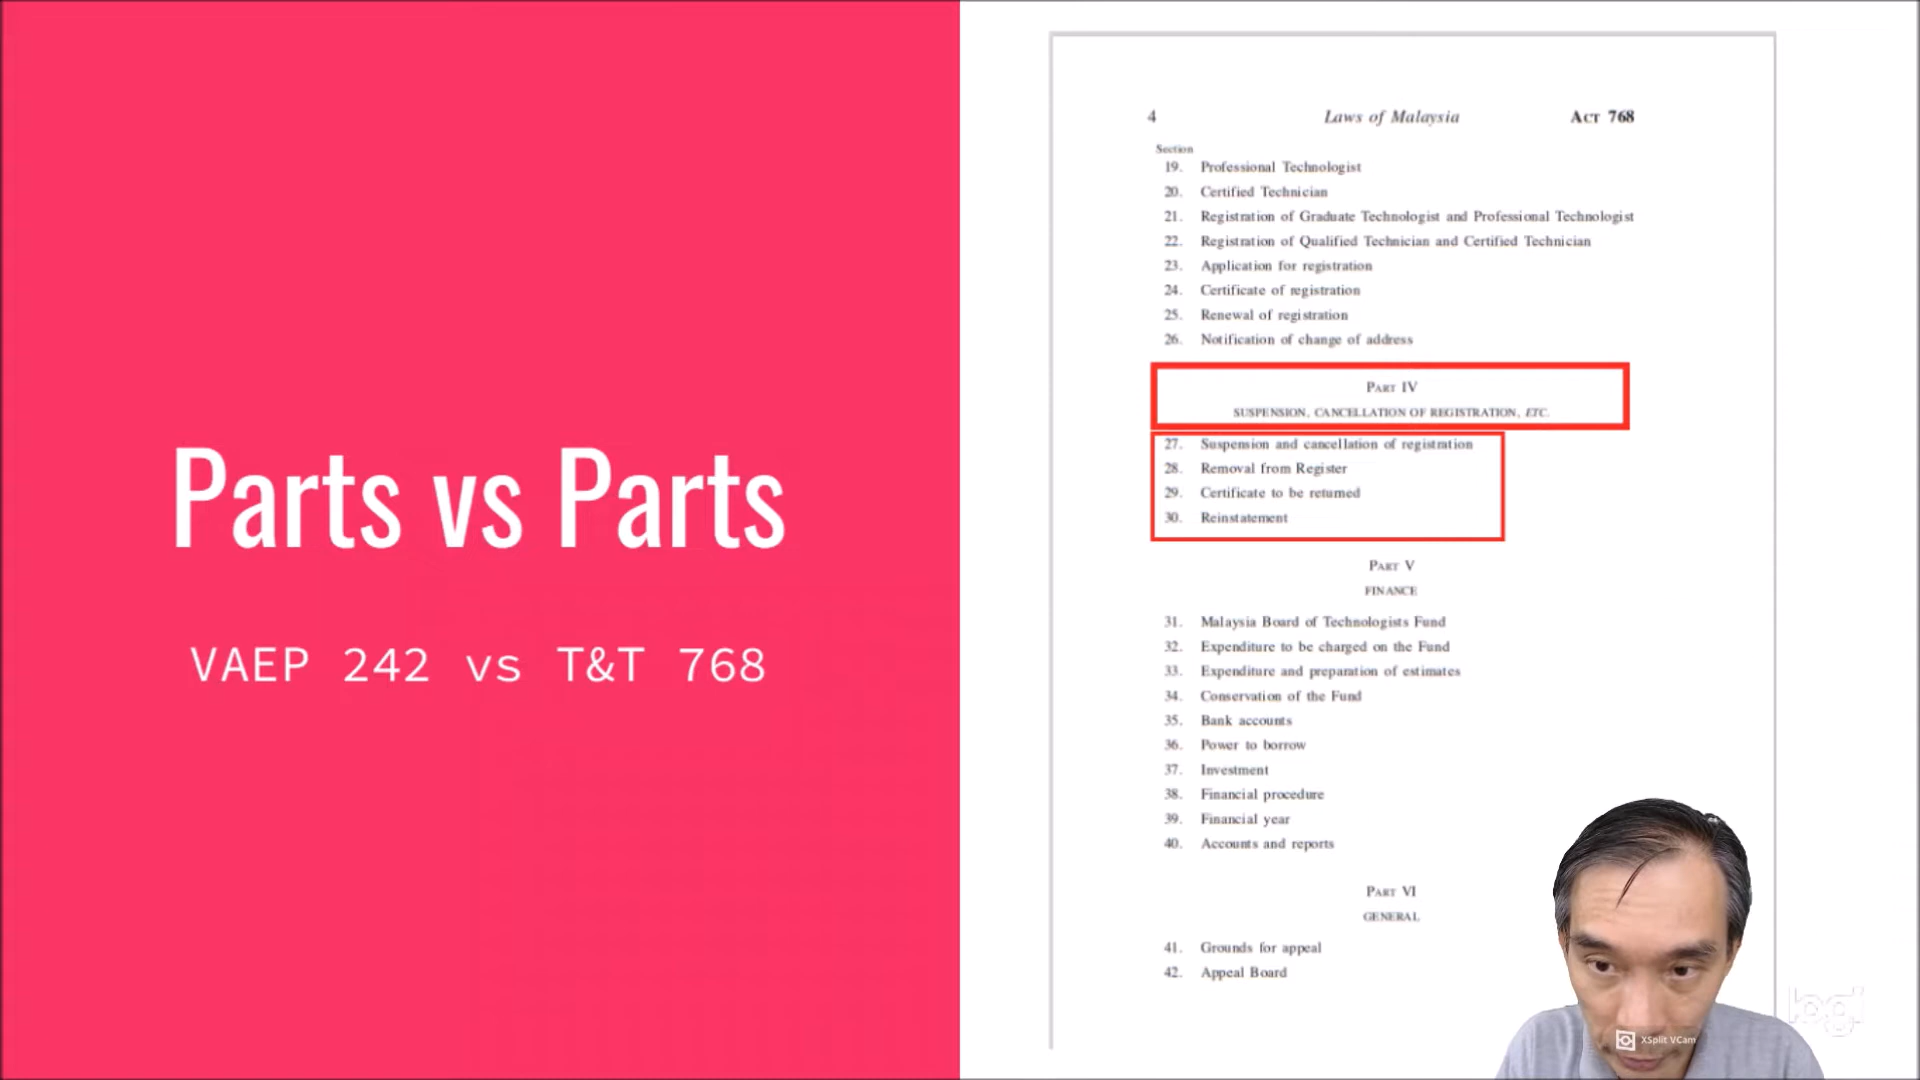 Parts vs Parts
VAEP 242 vs T&T 768
4 Laws of Malaysia ACT 768
Section
19. Professional Technologist
20. Certified Technician
21. Registration of Graduate Technologist and Professional Technologist
22. Registration of Qualified Technician and Certified Technician
23. Application for registration
24. Certificate of registration
25. Renewal of registration
26. Notification of change of address
PART IV
SUSPENSION, CANCELLATION OF REGISTRATION, ETC.
27. Suspension and cancellation of registration
28. Removal from Register
29. Certificate to be returned
30. Reinstatement
PART V
FINANCE
31. Malaysia Board of Technologists Fund
32. Expenditure to be charged on the Fund
33. Expenditure and preparation of estimates
34. Conservation of the Fund
35. Bank accounts
36. Power to borrow
37. Investment
38. Financial procedure
39. Financial year
40. Accounts and reports
PART VI
GENERAL
41. Grounds for appeal
42. Appeal Board
logi
XSplit VCam